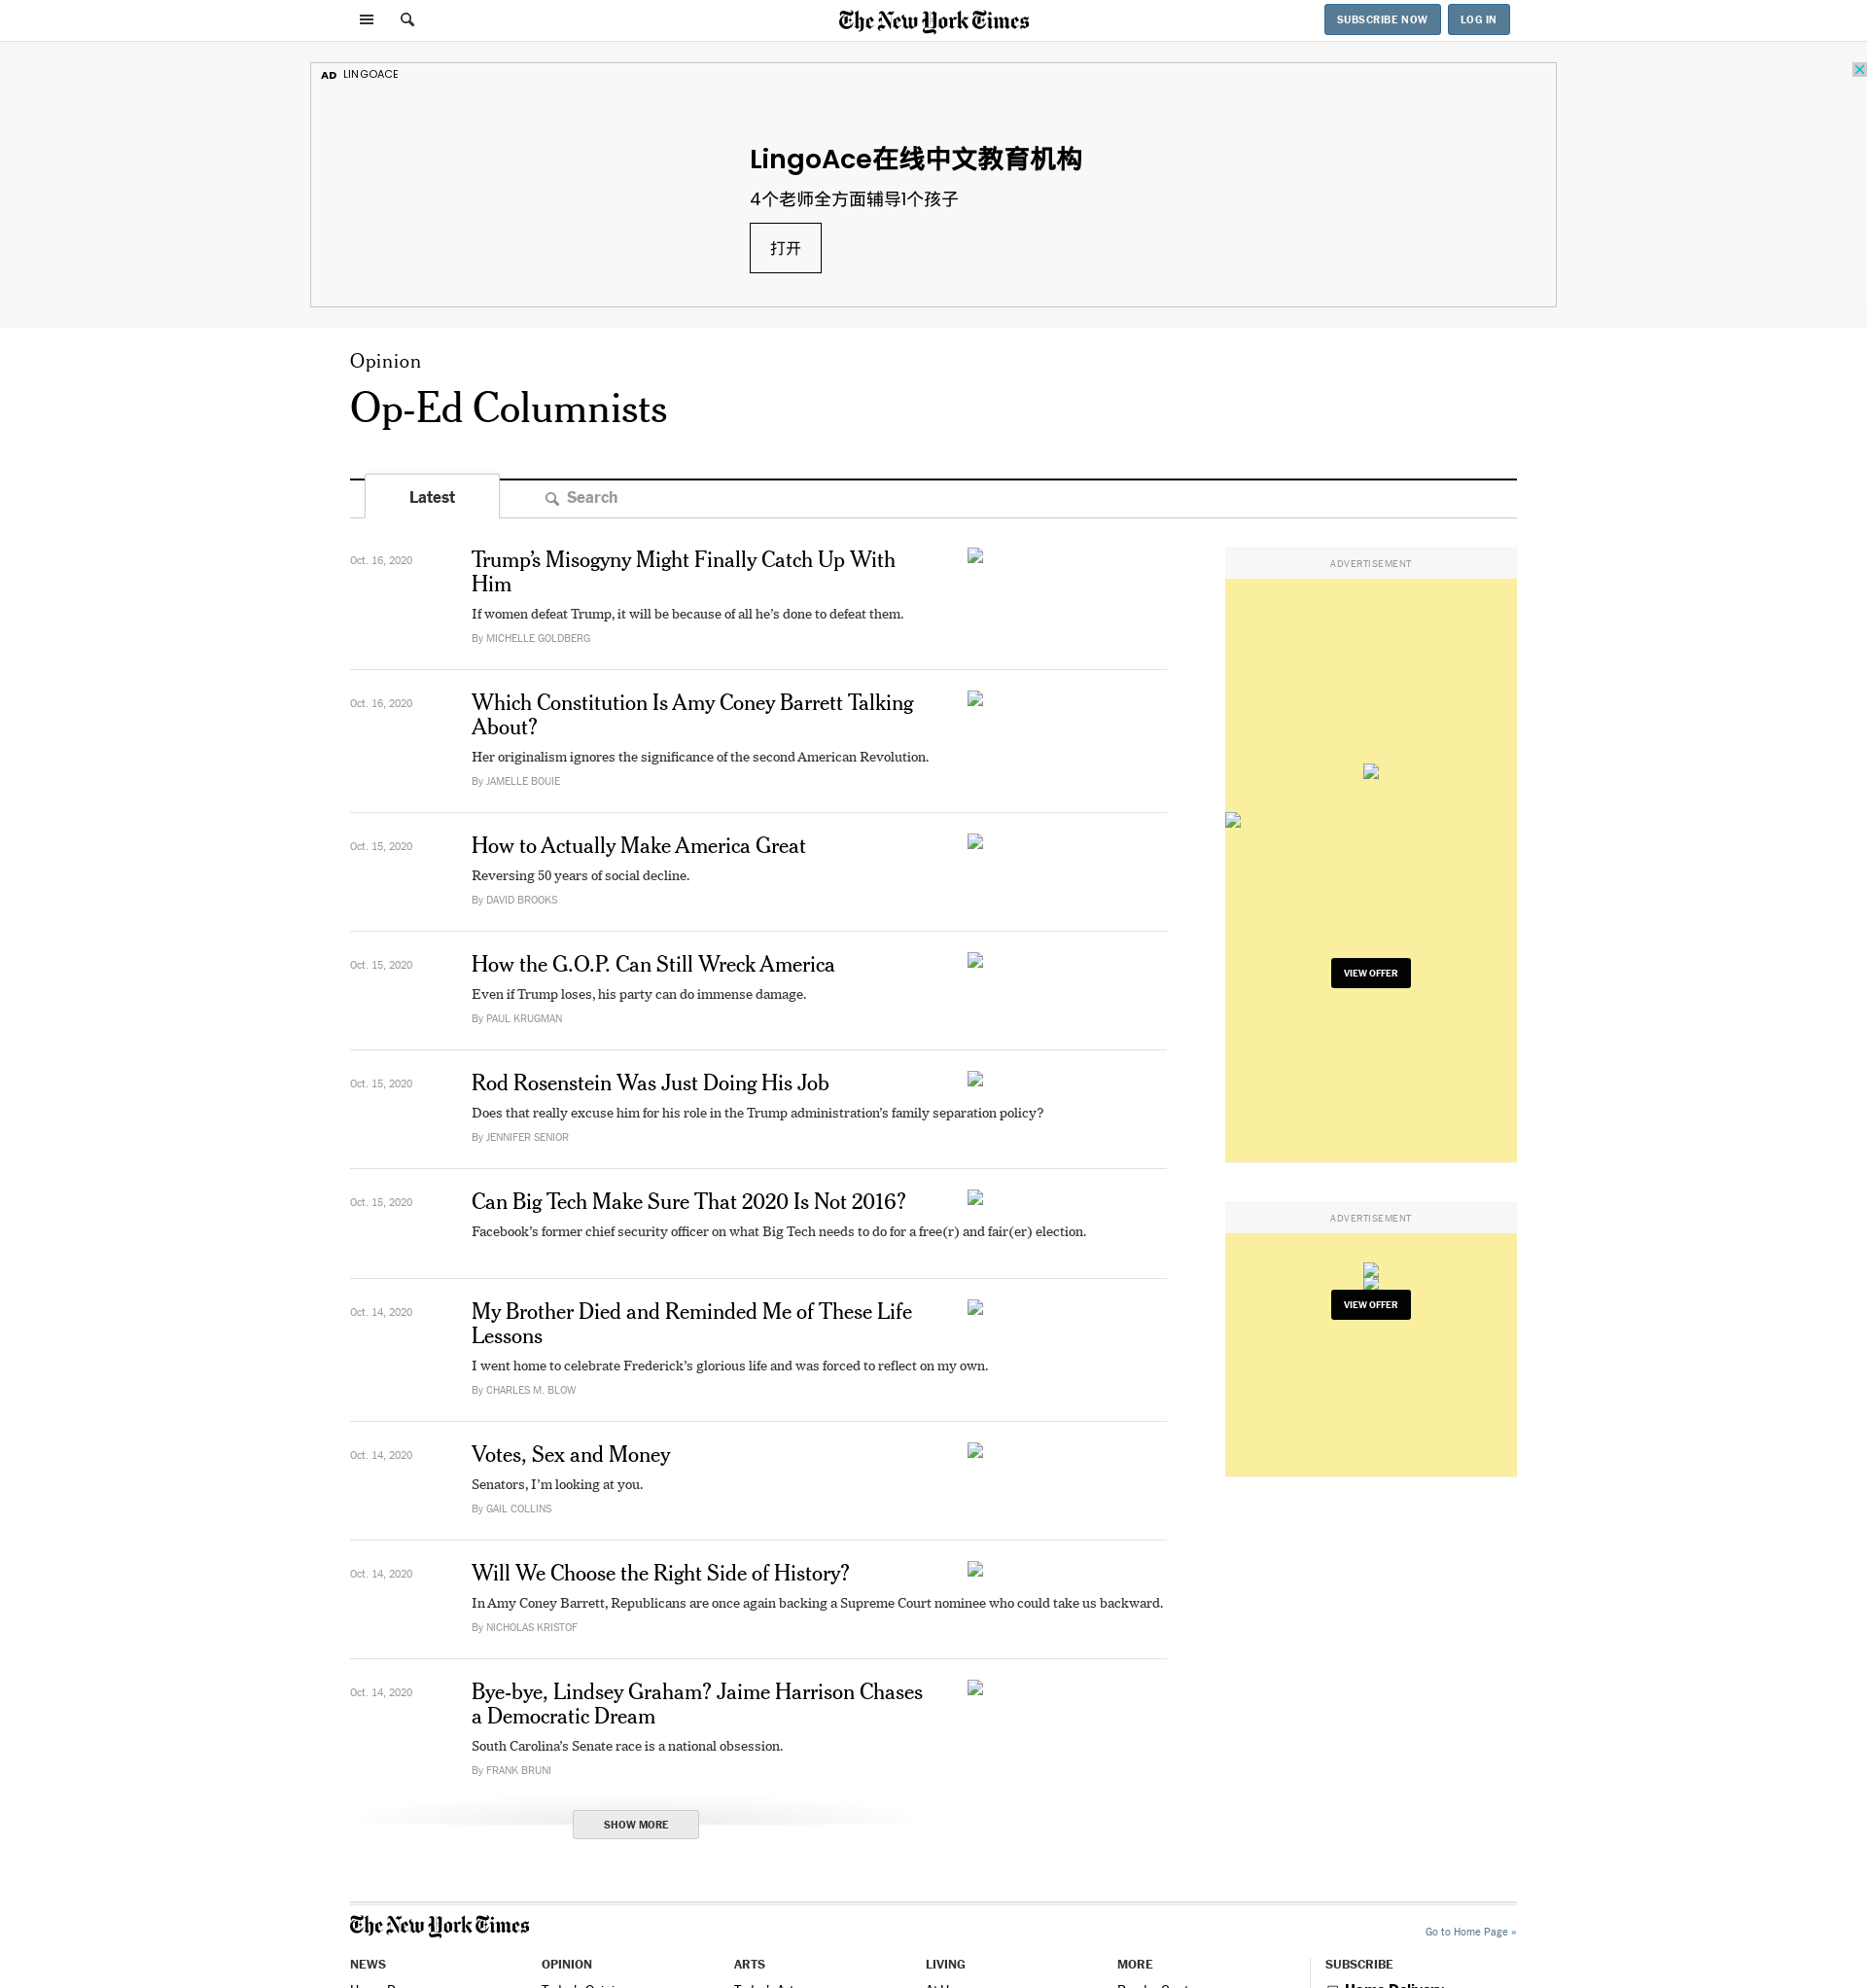 The New York Times
SUBSCRIBE NOW
LOG IN
AD LINGOACE
LingoAce在线中文教育机构
4个老师全方面辅导1个孩子
打开
Opinion
Op-Ed Columnists
Latest
Search
Oct. 16, 2020
Trump’s Misogyny Might Finally Catch Up With
Him
If women defeat Trump, it will be because of all he’s done to defeat them.
By MICHELLE GOLDBERG
Oct. 16, 2020
Which Constitution Is Amy Coney Barrett Talking
About?
Her originalism ignores the significance of the second American Revolution.
By JAMELLE BOUIE
Oct. 15, 2020
How to Actually Make America Great
Reversing 50 years of social decline.
By DAVID BROOKS
Oct. 15, 2020
How the G.O.P. Can Still Wreck America
Even if Trump loses, his party can do immense damage.
By PAUL KRUGMAN
Oct. 15, 2020
Rod Rosenstein Was Just Doing His Job
Does that really excuse him for his role in the Trump administration’s family separation policy?
By JENNIFER SENIOR
Oct. 15, 2020
Can Big Tech Make Sure That 2020 Is Not 2016?
Facebook’s former chief security officer on what Big Tech needs to do for a free(r) and fair(er) election.
Oct. 14, 2020
My Brother Died and Reminded Me of These Life
Lessons
I went home to celebrate Frederick’s glorious life and was forced to reflect on my own.
By CHARLES M. BLOW
Oct. 14, 2020
Votes, Sex and Money
Senators, I’m looking at you.
By GAIL COLLINS
Oct. 14, 2020
Will We Choose the Right Side of History?
In Amy Coney Barrett, Republicans are once again backing a Supreme Court nominee who could take us backward.
By NICHOLAS KRISTOF
Oct. 14, 2020
Bye-bye, Lindsey Graham? Jaime Harrison Chases
a Democratic Dream
South Carolina’s Senate race is a national obsession.
By FRANK BRUNI
SHOW MORE
ADVERTISEMENT
VIEW OFFER
ADVERTISEMENT
VIEW OFFER
The New York Times
Go to Home Page »
NEWS
OPINION
ARTS
LIVING
MORE
SUBSCRIBE